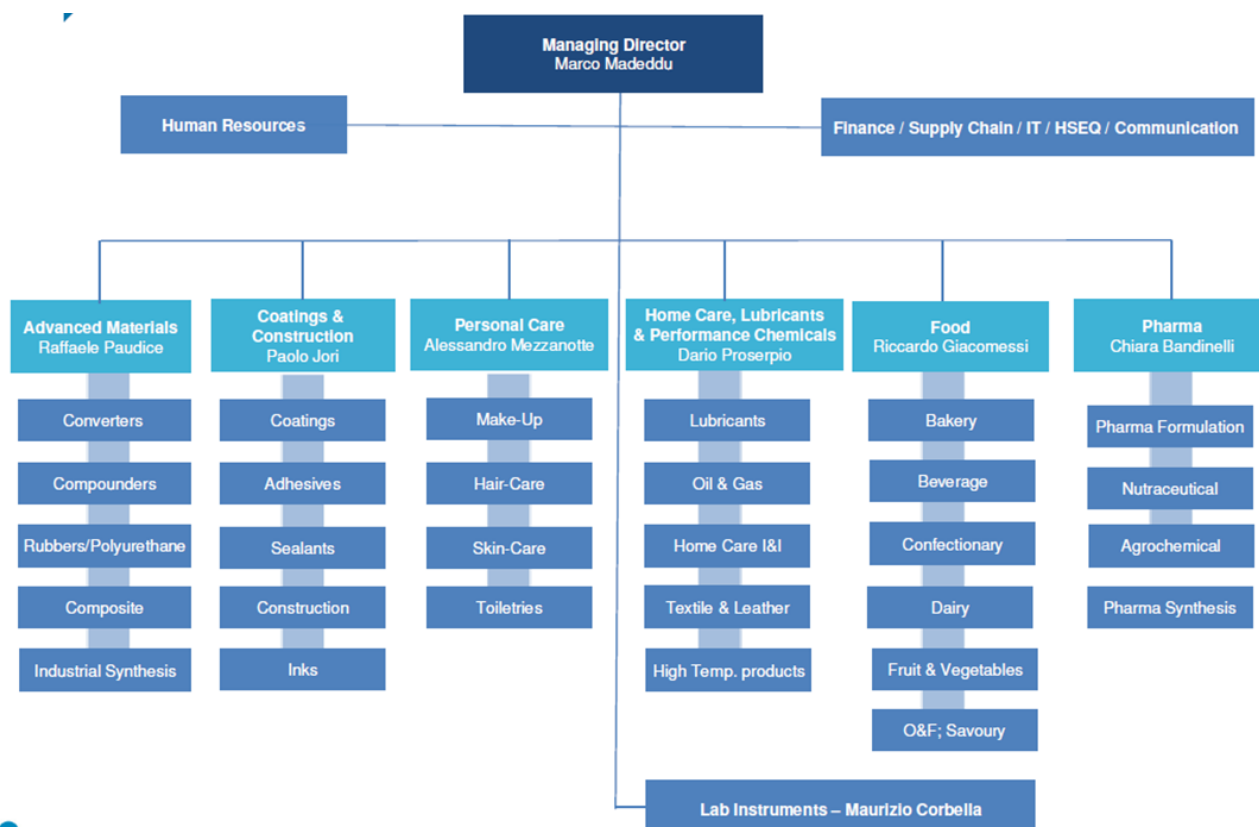 Managing Director
Marco Madeddu
Human Resources
Finance / Supply Chain / IT / HSEQ / Communication
Advanced Materials
Raffaele Paudice
Converters
Compounders
Rubbers/Polyurethane
Composite
Industrial Synthesis
Coatings &
Construction
Paolo Jori
Coatings
Adhesives
Sealants
Construction
Inks
Personal Care
Alessandro Mezzanotte
Make-Up
Hair-Care
Skin-Care
Toiletries
Home Care, Lubricants
& Performance Chemicals
Dario Proserpio
Lubricants
Oil & Gas
Home Care I&I
Textile & Leather
High Temp. products
Food
Riccardo Giacomessi
Bakery
Beverage
Confectionary
Dairy
Fruit & Vegetables
O&F; Savoury
Pharma
Chiara Bandinelli
Pharma Formulation
Nutraceutical
Agrochemical
Pharma Synthesis
Lab Instruments – Maurizio Corbella